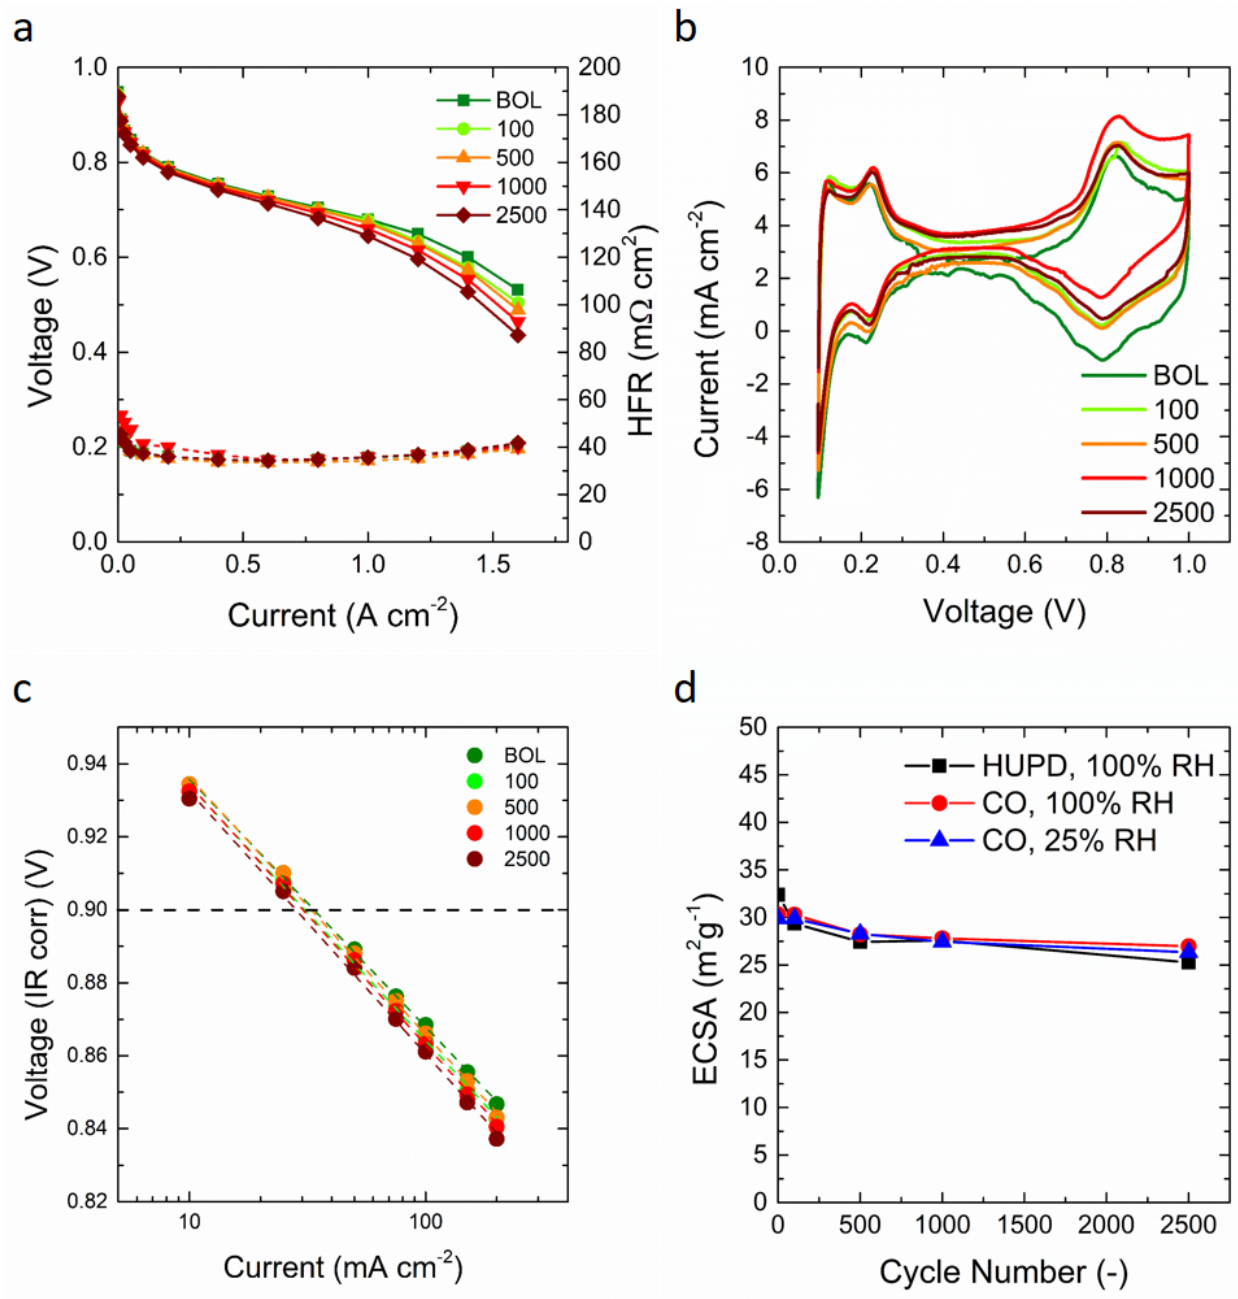 a
1.0
0.8
0.6
0.4
0.2
0.0
Voltage (V)
200
180
160
140
120
100
80
60
40
20
0
HFR (mΩ cm2)
BOL
100
500
1000
2500
0.0 0.5 1.0 1.5
Current (A cm-2)
b
10
8
6
4
2
0
-2
-4
-6
-8
Current (mA cm-2)
BOL
100
500
1000
2500
0.0 0.2 0.4 0.6 0.8 1.0
Voltage (V)
c
0.94
0.92
0.90
0.88
0.86
0.84
0.82
Voltage (IR corr) (V)
BOL
100
500
1000
2500
10 100
Current (mA cm-2)
d
50
45
40
35
30
25
20
15
10
5
0
ECSA (m2g-1)
HUPD, 100% RH
CO, 100% RH
CO, 25% RH
0 500 1000 1500 2000 2500
Cycle Number (-)